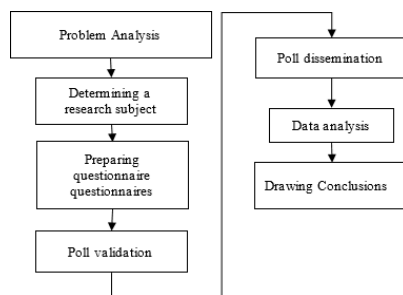 Problem Analysis
Determining a
research subject
Preparing
questionnaire
questionnaires
Poll validation
Poll dissemination
Data analysis
Drawing Conclusions